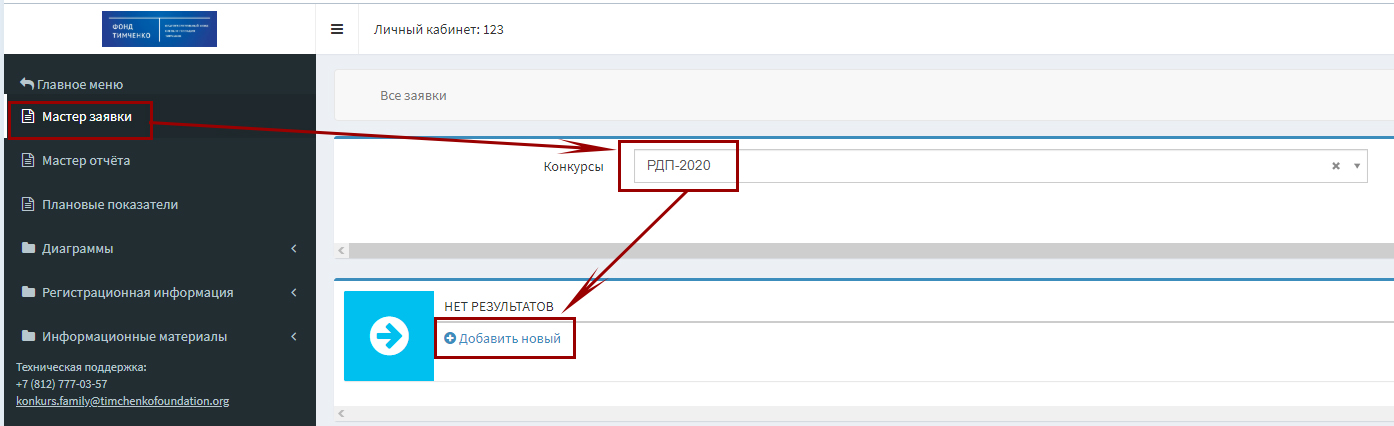 ФОНД
ТИМЧЕНКО
Личный кабинет: 123
Главное меню
Мастер заявки
Мастер отчёта
Плановые показатели
Диаграммы
Регистрационная информация
Информационные материалы
Техническая поддержка:
+7 (812) 777-03-57
konkurs.family@timchenkofoundation.org
Все заявки
Конкурсы
РДП-2020
НЕТ РЕЗУЛЬТАТОВ
Добавить новый